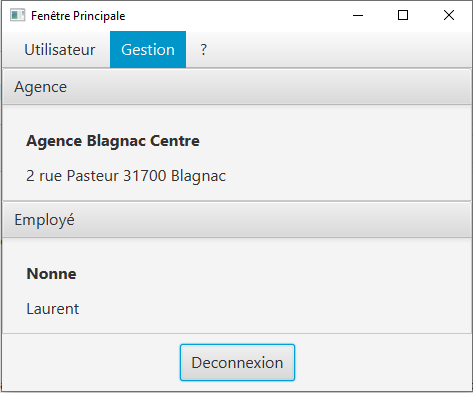 Fenêtre Principale
Utilisateur Gestion ?
Agence
Agence Blagnac Centre
2 rue Pasteur 31700 Blagnac
Employé
Nonne
Laurent
Deconnexion